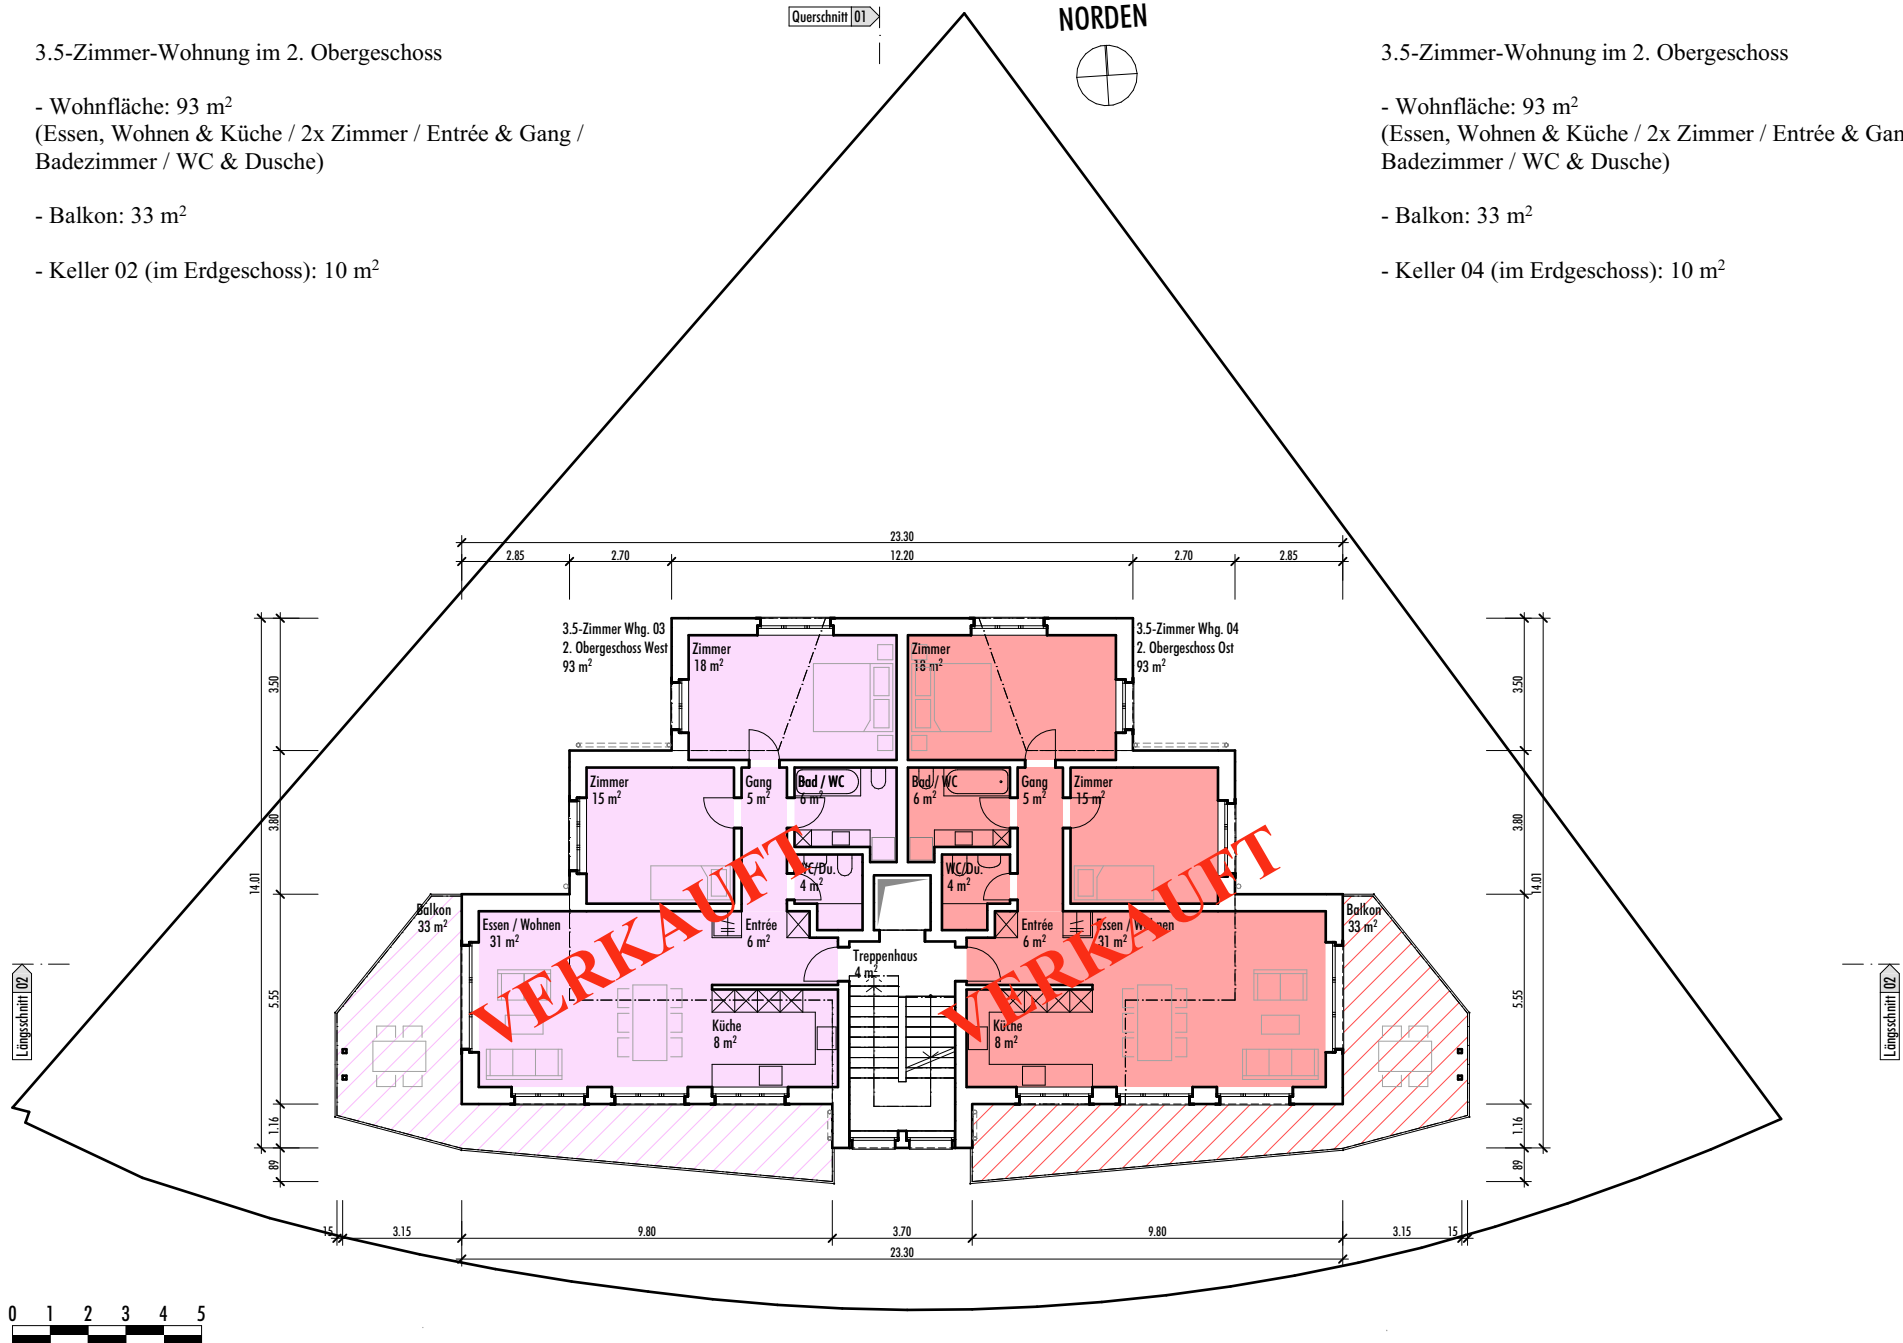 Querschnitt 01
NORDEN
3.5-Zimmer-Wohnung im 2. Obergeschoss
- Wohnfläche: 93 m²
(Essen, Wohnen & Küche / 2x Zimmer / Entrée & Gang /
Badezimmer / WC & Dusche)
- Balkon: 33 m²
- Keller 02 (im Erdgeschoss): 10 m²
3.5-Zimmer-Wohnung im 2. Obergeschoss
- Wohnfläche: 93 m²
(Essen, Wohnen & Küche / 2x Zimmer / Entrée & Gan
Badezimmer / WC & Dusche)
- Balkon: 33 m²
- Keller 04 (im Erdgeschoss): 10 m²
23.30
2.85 2.70 12.20 2.70 2.85
3.5-Zimmer Whg. 03
2. Obergeschoss West
93 m²
3.5-Zimmer Whg. 04
2. Obergeschoss Ost
93 m²
Zimmer
18 m²
Zimmer
18 m²
3.50
3.50
Zimmer
15 m²
Gang
5 m²
Bad / WC
6 m²
Bad / WC
6 m²
Gang
5 m²
Zimmer
15 m²
3.80
3.80
14.01
14.01
WC/Du.
4 m²
WC/Du.
4 m²
VERKAUFT
VERKAUFT
Balkon
33 m²
Essen / Wohnen
31 m²
Entrée
6 m²
Treppenhaus
4 m²
Entrée
6 m²
Essen / Wohnen
31 m²
Balkon
33 m²
Längsschnitt 02
Längsschnitt 02
5.55
5.55
Küche
8 m²
Küche
8 m²
1.16
1.16
89
89
15 3.15 9.80 3.70 9.80 3.15 15
23.30
0 1 2 3 4 5